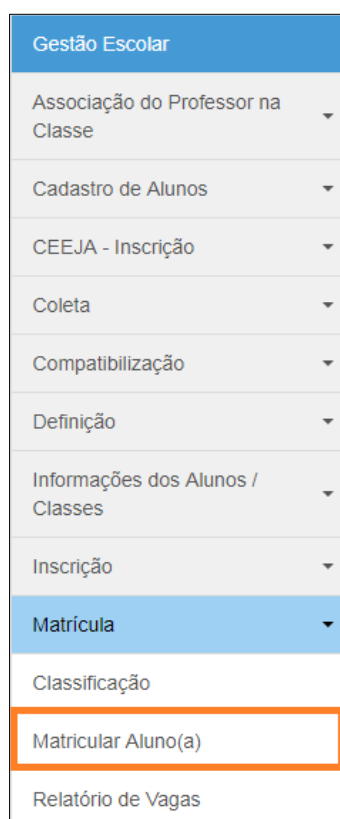 Gestão Escolar
Associação do Professor na
Classe
Cadastro de Alunos
CEEJA - Inscrição
Coleta
Compatibilização
Definição
Informações dos Alunos /
Classes
Inscrição
Matrícula
Classificação
Matricular Aluno(a)
Relatório de Vagas